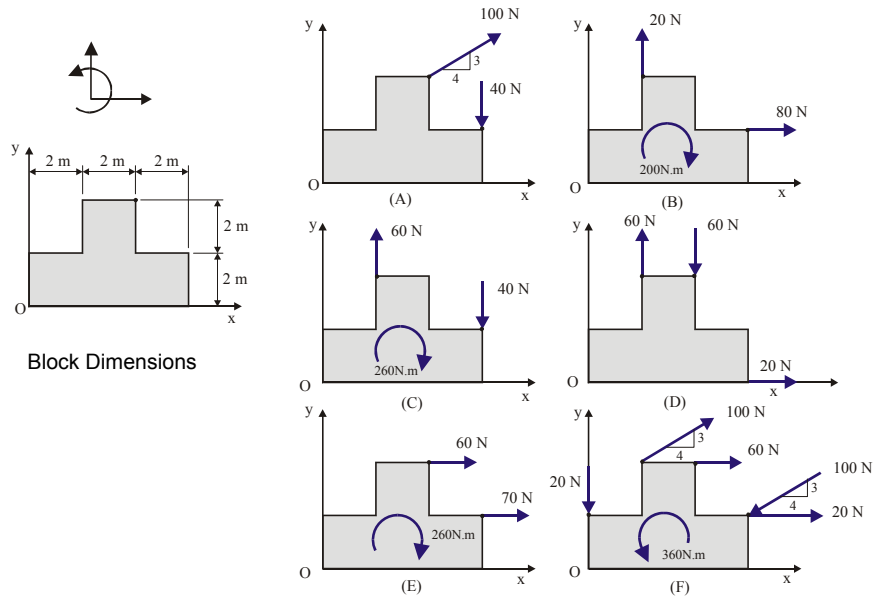 y
2 m
2 m
2 m
2 m
2 m
O
x
Block Dimensions
y
100 N
3
4
40 N
O
x
(A)
y
20 N
80 N
200N.m
O
x
(B)
y
60 N
40 N
260N.m
O
x
(C)
y
60 N
60 N
20 N
O
x
(D)
y
60 N
70 N
260N.m
O
x
(E)
y
100 N
3
4
60 N
20 N
100 N
3
4
20 N
360N.m
O
x
(F)